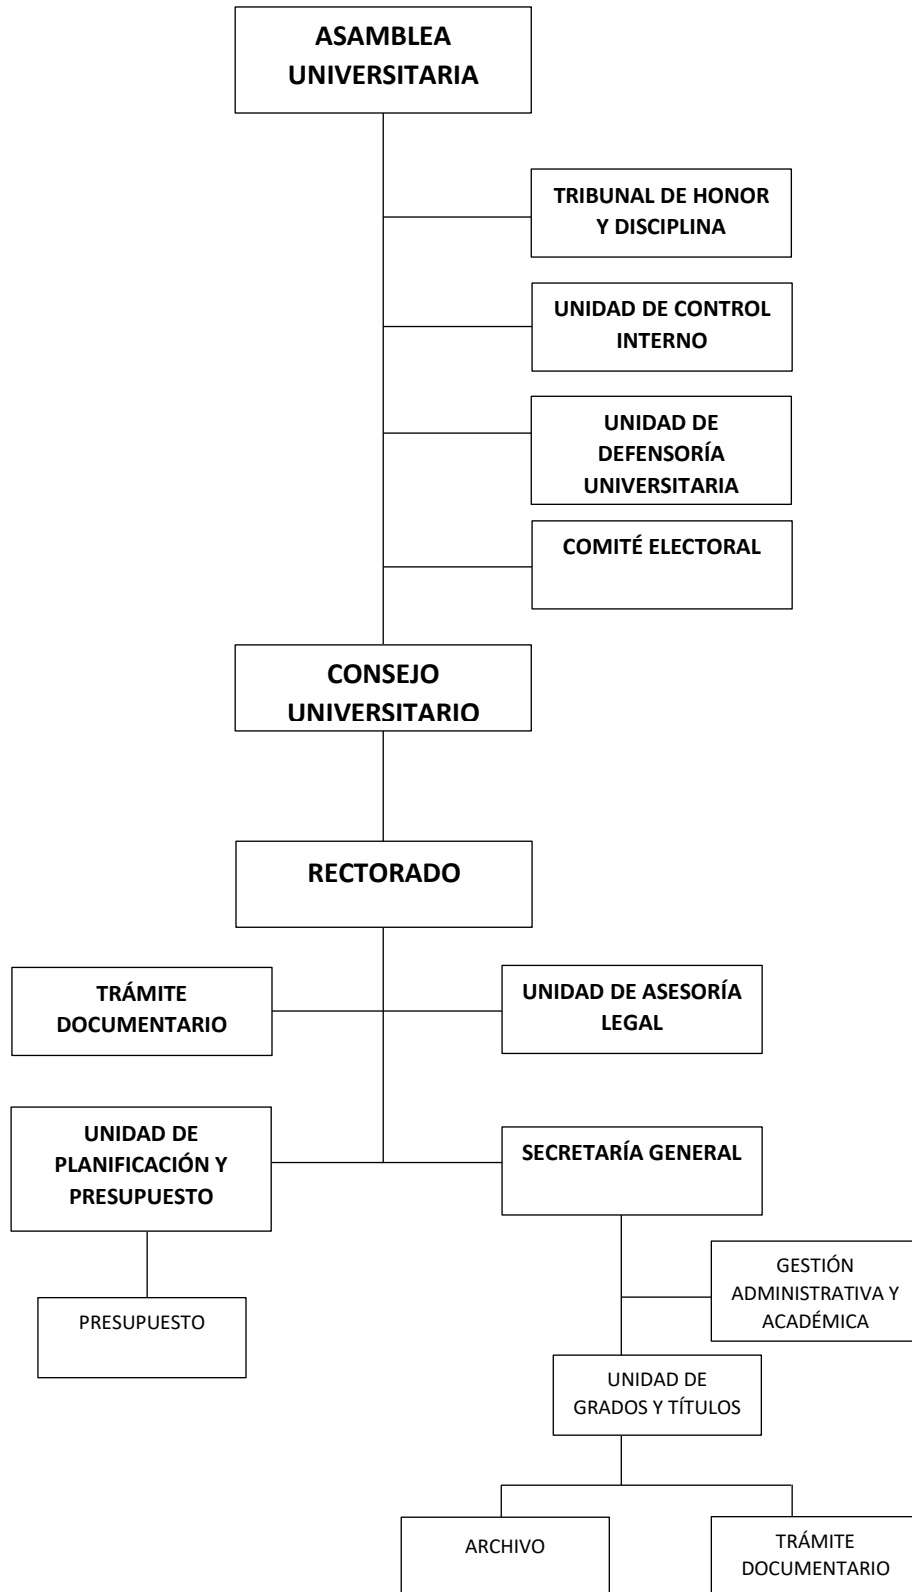 ASAMBLEA
UNIVERSITARIA
TRIBUNAL DE HONOR
Y DISCIPLINA
UNIDAD DE CONTROL
INTERNO
UNIDAD DE
DEFENSORÍA
UNIVERSITARIA
COMITÉ ELECTORAL
CONSEJO
UNIVERSITARIO
RECTORADO
TRÁMITE
DOCUMENTARIO
UNIDAD DE ASESORÍA
LEGAL
UNIDAD DE
PLANIFICACIÓN Y
PRESUPUESTO
SECRETARÍA GENERAL
PRESUPUESTO
GESTIÓN
ADMINISTRATIVA Y
ACADÉMICA
UNIDAD DE
GRADOS Y TÍTULOS
ARCHIVO
TRÁMITE
DOCUMENTARIO